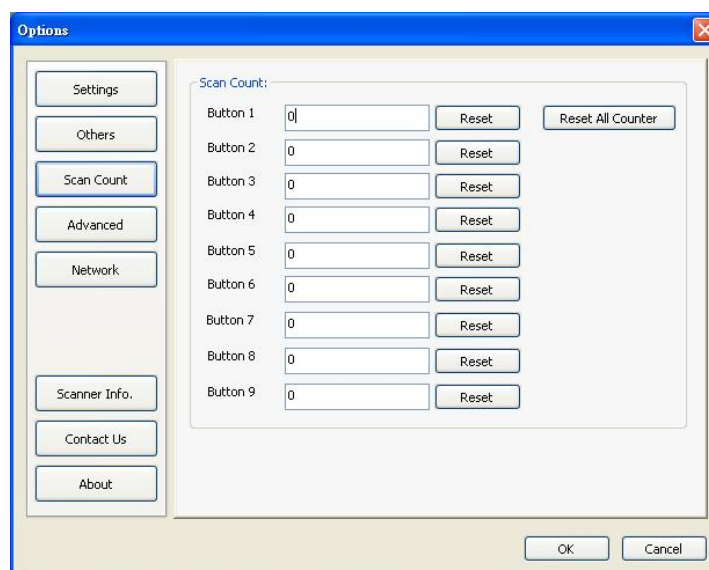 Options
Settings
Others
Scan Count
Advanced
Network
Scanner Info.
Contact Us
About
Scan Count:
Button 1 0 Reset Reset All Counter
Button 2 0 Reset
Button 3 0 Reset
Button 4 0 Reset
Button 5 0 Reset
Button 6 0 Reset
Button 7 0 Reset
Button 8 0 Reset
Button 9 0 Reset
OK Cancel